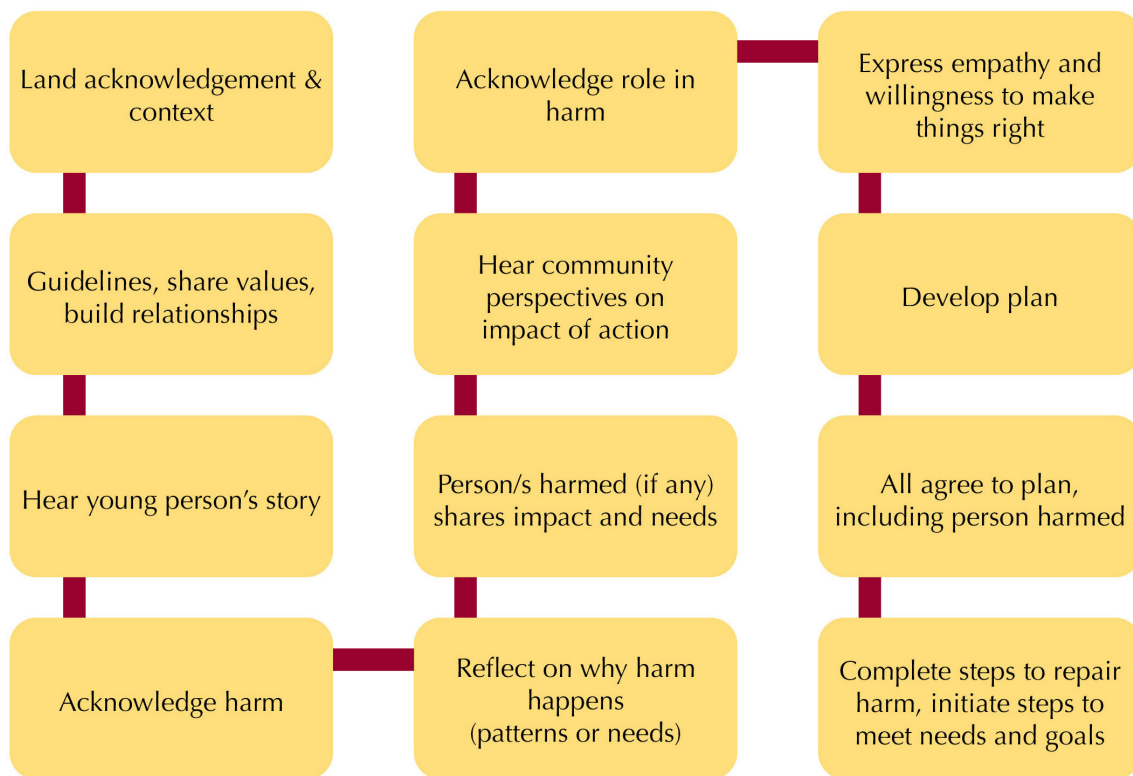 Land acknowledgement &
context
Guidelines, share values,
build relationships
Hear young person’s story
Acknowledge harm
Reflect on why harm
happens
(patterns or needs)
Person/s harmed (if any)
shares impact and needs
Hear community
perspectives on
impact of action
Acknowledge role in
harm
Express empathy and
willingness to make
things right
Develop plan
All agree to plan,
including person harmed
Complete steps to repair
harm, initiate steps to
meet needs and goals